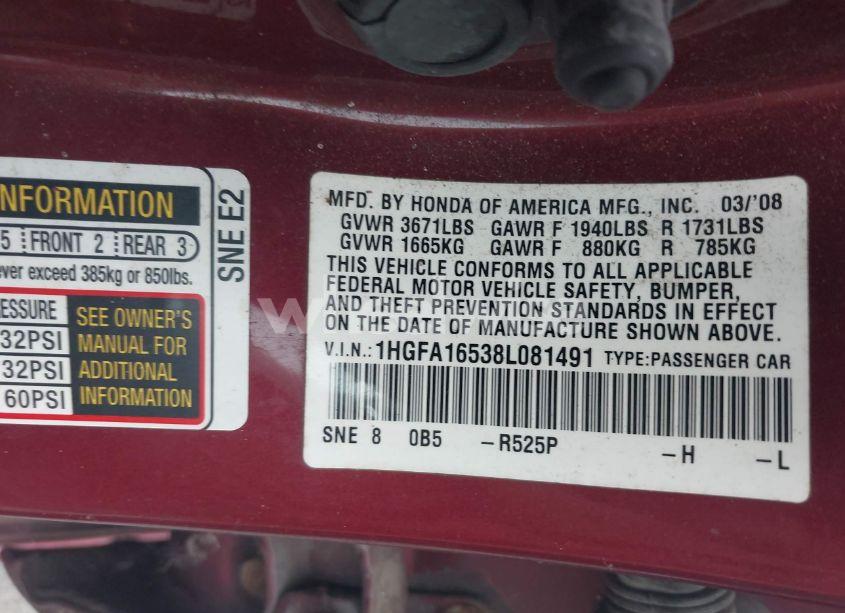 INFORMATION
5 FRONT 2 REAR 3
ever exceed 385kg or 850lbs.
RESSURE
32PSI
32PSI
60PSI
SEE OWNER'S
MANUAL FOR
ADDITIONAL
INFORMATION
SNE E2
MFD. BY HONDA OF AMERICA MFG., INC. 03/'08
GVWR 3671LBS GAWR F 1940LBS R 1731LBS
GVWR 1665KG GAWR F 880KG R 785KG
THIS VEHICLE CONFORMS TO ALL APPLICABLE
FEDERAL MOTOR VEHICLE SAFETY, BUMPER,
AND THEFT PREVENTION STANDARDS IN EFFECT
ON THE DATE OF MANUFACTURE SHOWN ABOVE.
V.I.N.: 1HGFA16538L081491 TYPE:PASSENGER CAR
SNE 8 0B5 -R525P -H -L